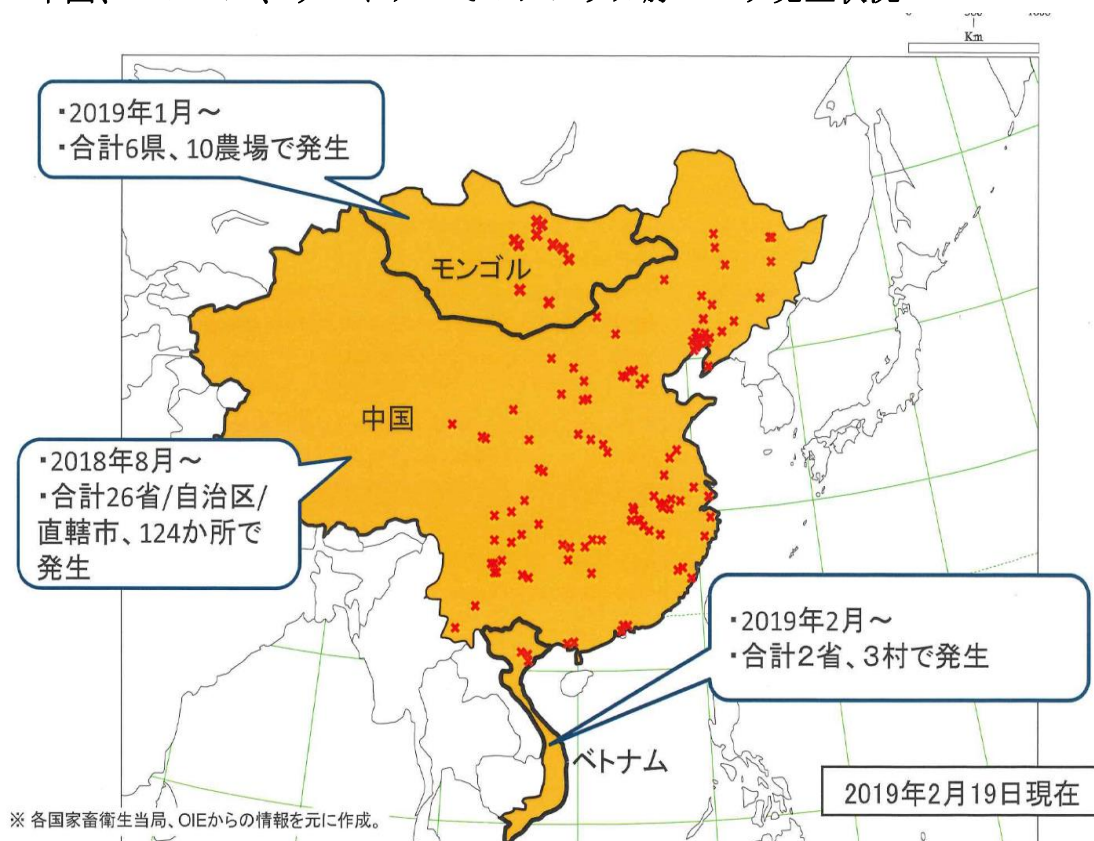 Km
・2019年1月～
・合計6県、10農場で発生
モンゴル
中国
・2018年8月～
・合計26省/自治区/
直轄市、124か所で
発生
・2019年2月～
・合計２省、３村で発生
ベトナム
2019年2月19日現在
※ 各国家畜衛生当局、OIEからの情報を元に作成。